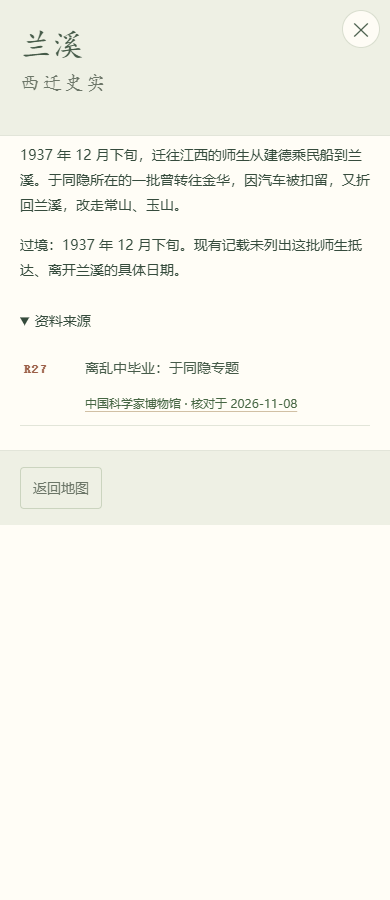 兰溪
西迁史实
1937 年 12 月下旬，迁往江西的师生从建德乘民船到兰
溪。于同隐所在的一批曾转往金华，因汽车被扣留，又折
回兰溪，改走常山、玉山。
过境：1937 年 12 月下旬。现有记载未列出这批师生抵
达、离开兰溪的具体日期。
▼ 资料来源
R27
离乱中毕业：于同隐专题
中国科学家博物馆 · 核对于 2026-11-08
返回地图